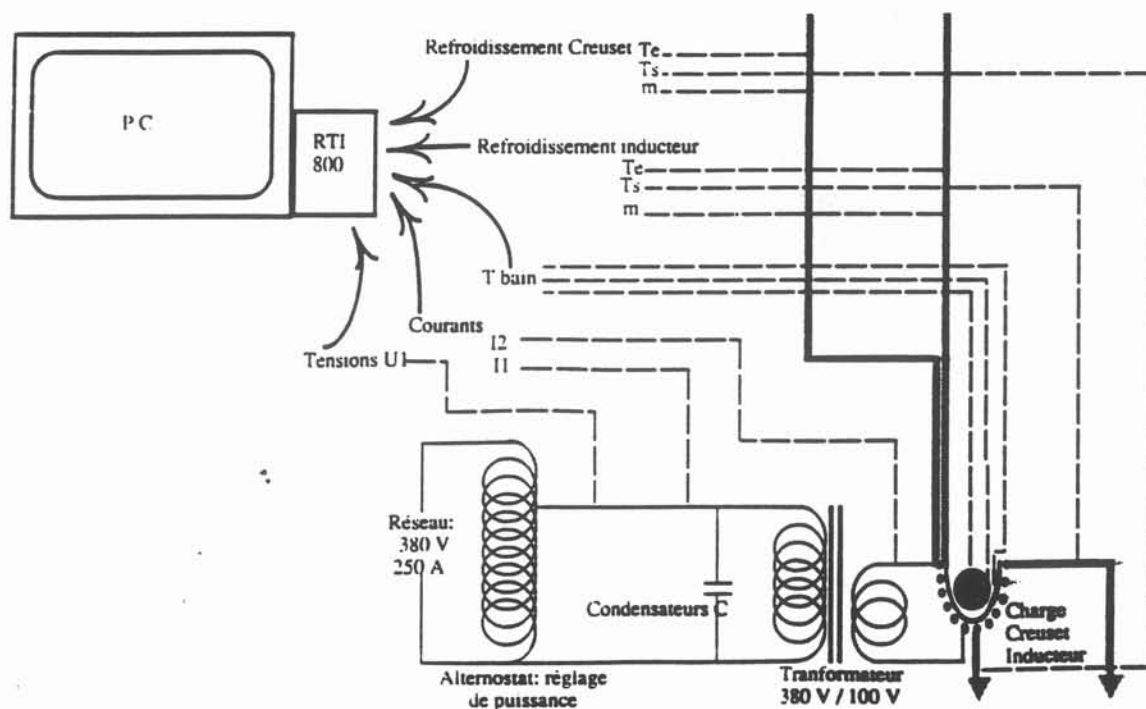 Refroidissement Creuset Te
Ts
m
PC
RTI
800
Refroidissement inducteur
Te
Ts
m
T bain
Courants
I2
Tensions U1
I1
Réseau:
380 V
250 A
Condensateurs C
Charge
Creuset
Inducteur
Alternostat: réglage
de puissance
Tranformateur
380 V / 100 V